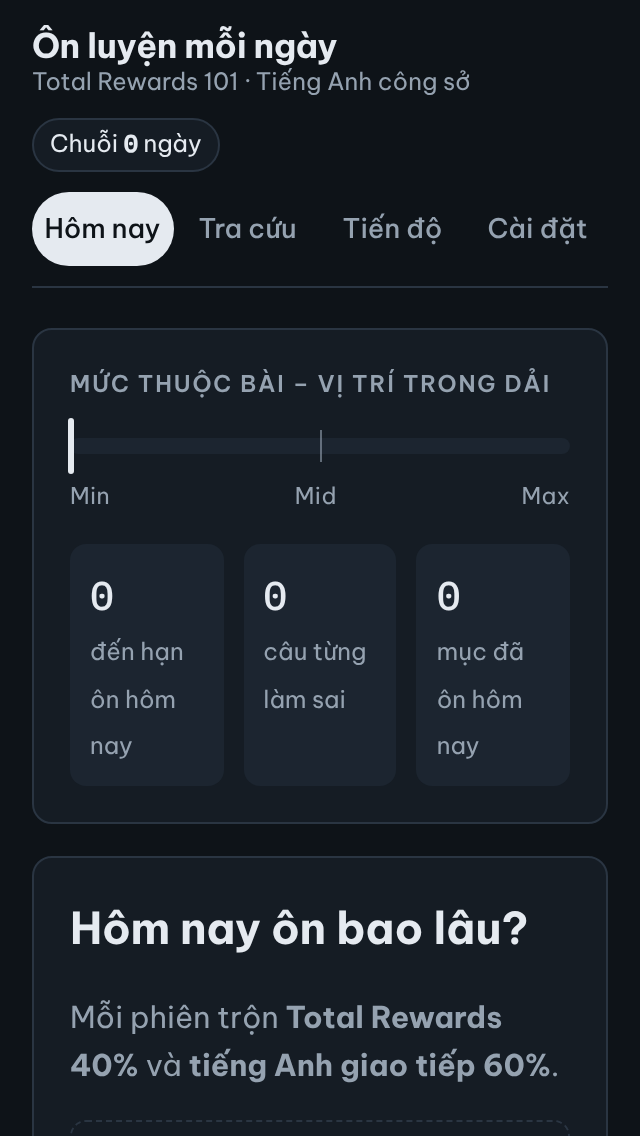 Ôn luyện mỗi ngày
Total Rewards 101 · Tiếng Anh công sở
Chuỗi 0 ngày
Hôm nay Tra cứu Tiến độ Cài đặt
MỨC THUỘC BÀI – VỊ TRÍ TRONG DẢI
Min Mid Max
0
đến hạn
ôn hôm
nay
0
câu từng
làm sai
0
mục đã
ôn hôm
nay
Hôm nay ôn bao lâu?
Mỗi phiên trộn Total Rewards
40% và tiếng Anh giao tiếp 60%.